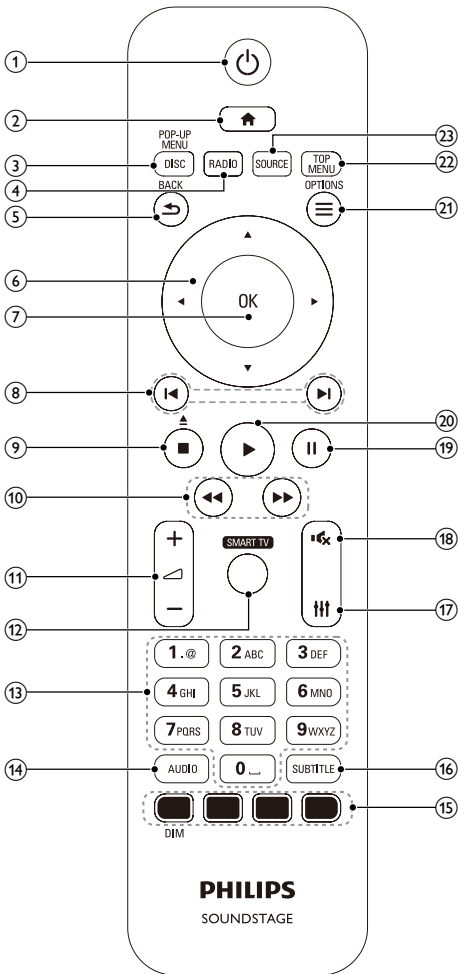 ①
②
POP-UP
MENU
③ DISC RADIO SOURCE TOP
MENU
㉓
㉒
④
BACK OPTIONS
⑤ ㉑
⑥
OK
⑦
⑧
⑳
⑨ ⑲
⑩
+ SMART TV ⑱
⑪
− ⑰
⑫
1 .@ 2 ABC 3 DEF
⑬ 4 GHI 5 JKL 6 MNO
7 PQRS 8 TUV 9 WXYZ
⑭ AUDIO 0 ⎵ SUBTITLE ⑯
⑮
DIM
PHILIPS
SOUNDSTAGE